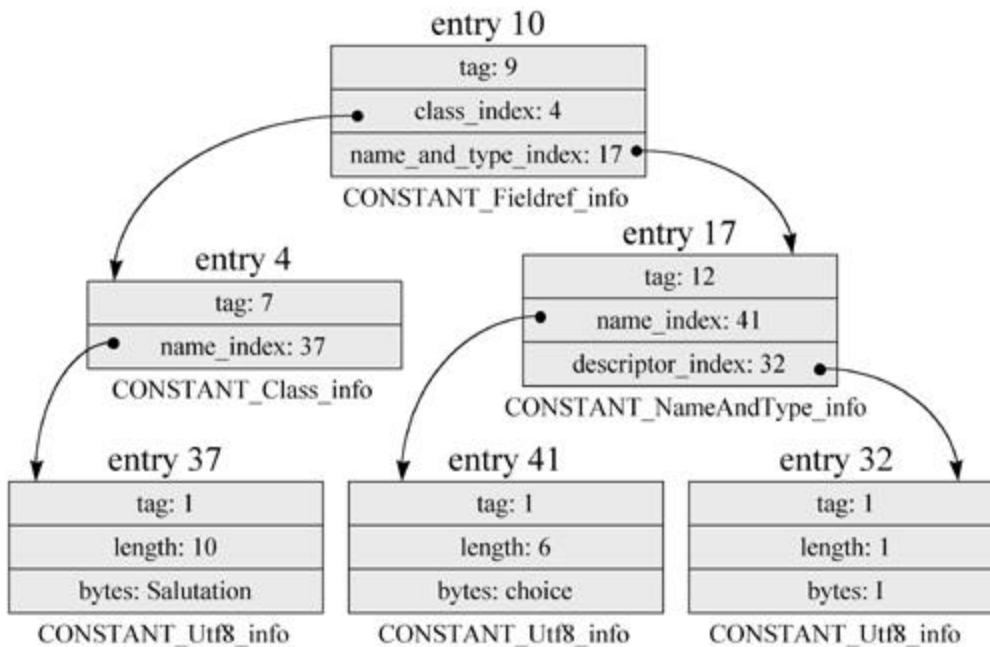 entry 10
tag: 9
class_index: 4
name_and_type_index: 17
CONSTANT_Fieldref_info
entry 4
tag: 7
name_index: 37
CONSTANT_Class_info
entry 17
tag: 12
name_index: 41
descriptor_index: 32
CONSTANT_NameAndType_info
entry 37
tag: 1
length: 10
bytes: Salutation
CONSTANT_Utf8_info
entry 41
tag: 1
length: 6
bytes: choice
CONSTANT_Utf8_info
entry 32
tag: 1
length: 1
bytes: I
CONSTANT_Utf8_info